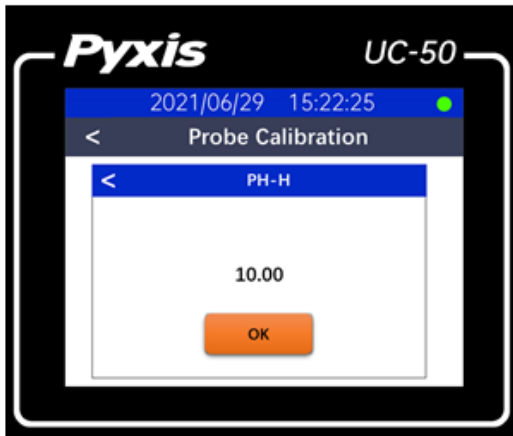 Pyxis UC-50
2021/06/29 15:22:25
< Probe Calibration
< PH-H
10.00
OK